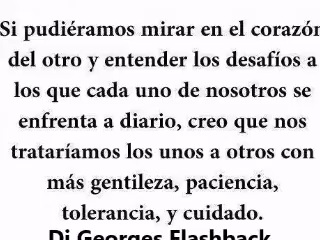 Si pudiéramos mirar en el corazón
del otro y entender los desafíos a
los que cada uno de nosotros se
enfrenta a diario, creo que nos
trataríamos los unos a otros con
más gentileza, paciencia,
tolerancia, y cuidado.
Dj Georges Flashback